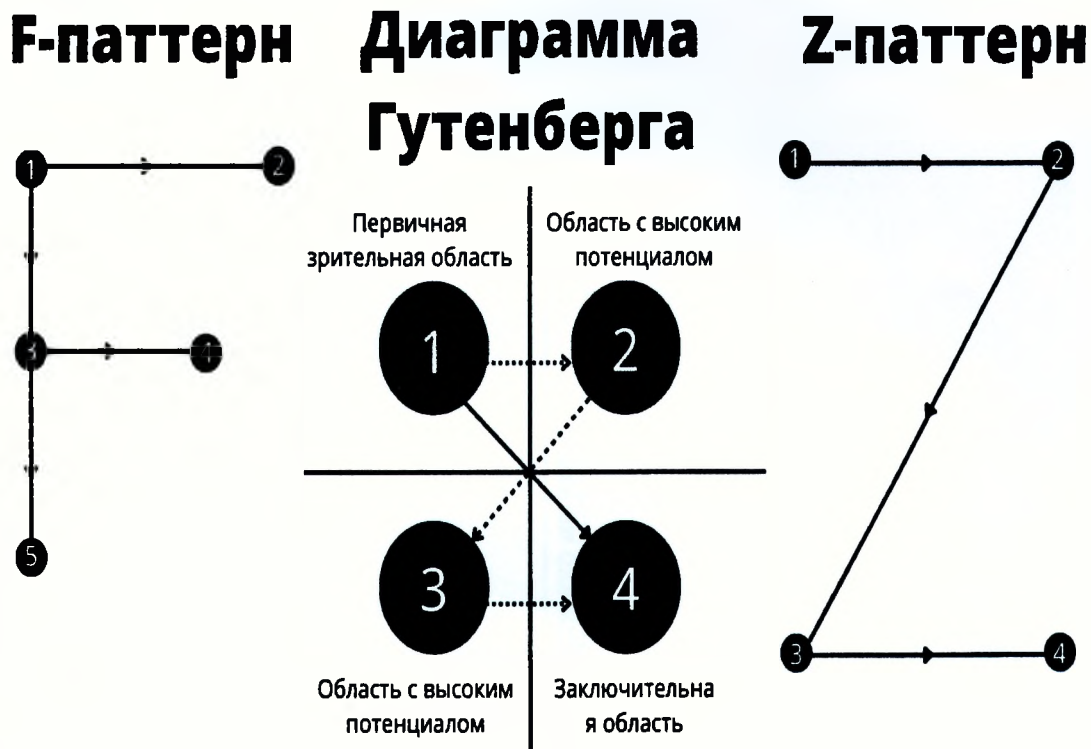 F-паттерн
1
2
3
4
5
Диаграмма
Гутенберга
Первичная
зрительная область
Область с высоким
потенциалом
1
2
3
4
Область с высоким
потенциалом
Заключительна
я область
Z-паттерн
1
2
3
4